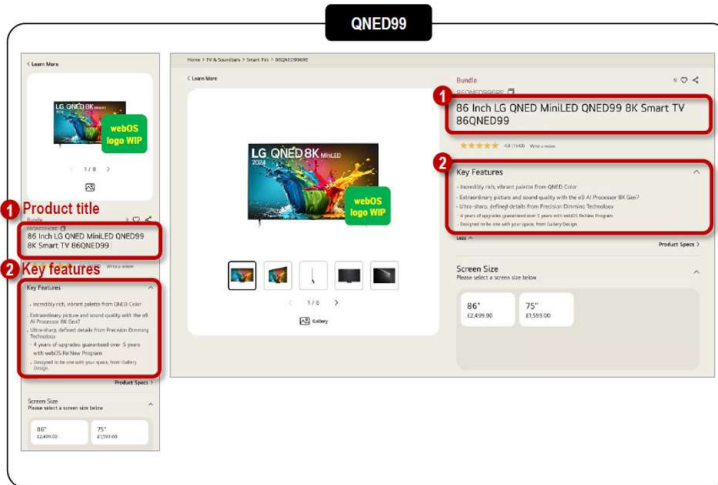 QNED99
< Learn More
LG QNED 8K MiniLED
2024
webOS
logo WIP
1 / 8 >
1 Product title
Bundle
86 Inch LG QNED MiniLED QNED99
8K Smart TV 86QNED99
2 Key features
Key Features
- Incredibly rich, vibrant palette from QNED Color
- Extraordinary picture and sound quality with the α9
AI Processor 8K Gen7
- Ultra-sharp, defined details from Precision Dimming
Technology
- 4 years of upgrades guaranteed over 5 years
with webOS Re:New Program
- Designed to be one with your space, from Gallery
Design
Product Specs >
Screen Size
Please select a screen size below
86"
£2,499.00
75"
£1,599.00
Home > TV & Soundbars > Smart TVs > 86QNED996RE
< Learn More
LG QNED 8K MiniLED
2024
webOS
logo WIP
< 1 / 8 >
Gallery
Bundle
1
86 Inch LG QNED MiniLED QNED99 8K Smart TV
86QNED99
Write a review
2
Key Features
- Incredibly rich, vibrant palette from QNED Color
- Extraordinary picture and sound quality with the α9 AI Processor 8K Gen7
- Ultra-sharp, defined details from Precision Dimming Technology
- 4 years of upgrades guaranteed over 5 years with webOS Re:New Program
- Designed to be one with your space, from Gallery Design
Less
Product Specs >
Screen Size
Please select a screen size below
86"
£2,499.00
75"
£1,599.00